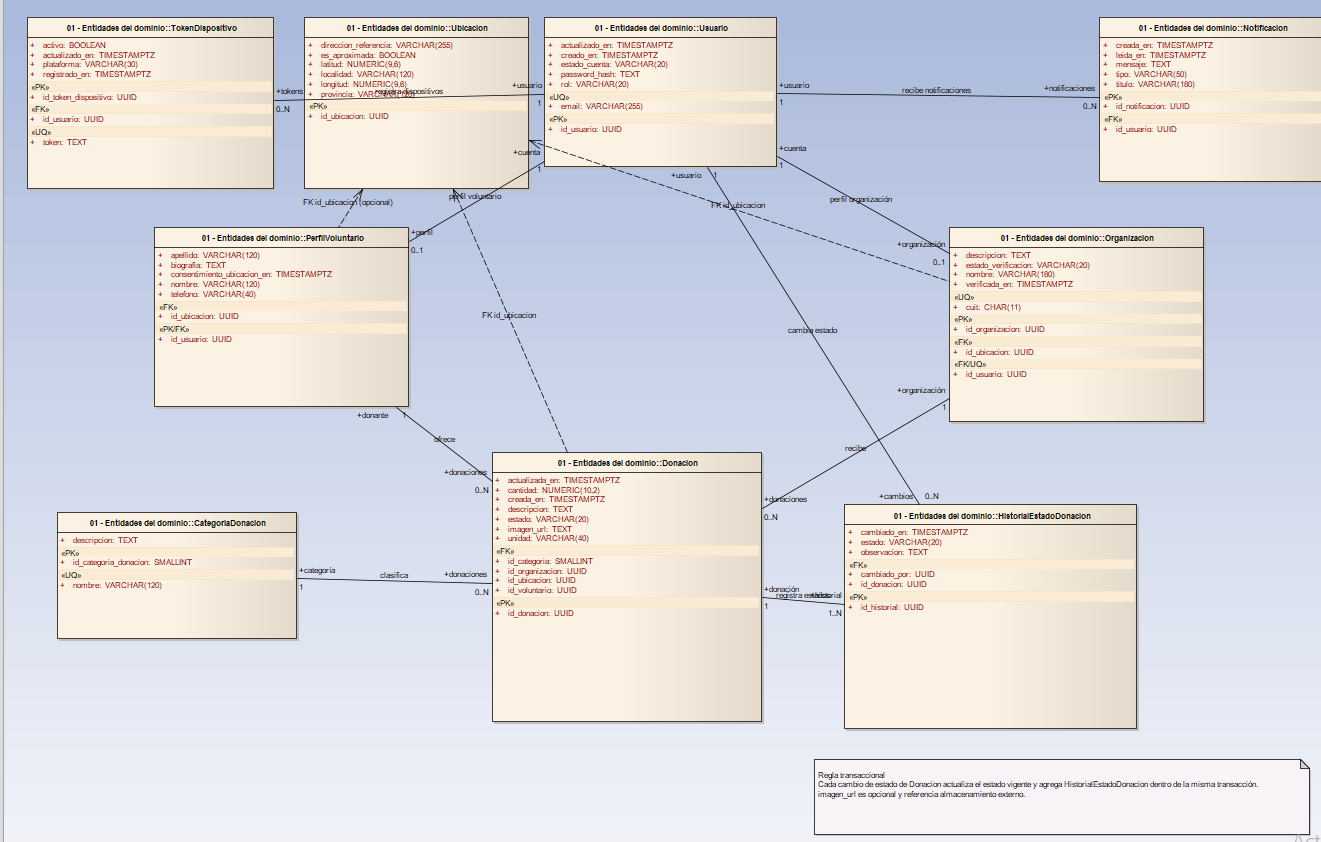 01 - Entidades del dominio::TokenDispositivo
+ activo: BOOLEAN
+ actualizado_en: TIMESTAMPTZ
+ plataforma: VARCHAR(30)
+ registrado_en: TIMESTAMPTZ
«PK»
+ id_token_dispositivo: UUID
«FK»
+ id_usuario: UUID
«UQ»
+ token: TEXT
01 - Entidades del dominio::Ubicacion
+ direccion_referencia: VARCHAR(255)
+ es_aproximada: BOOLEAN
+ latitud: NUMERIC(9,6)
+ localidad: VARCHAR(120)
+ longitud: NUMERIC(9,6)
+ provincia: VARCHAR(120)
«PK»
+ id_ubicacion: UUID
01 - Entidades del dominio::Usuario
+ actualizado_en: TIMESTAMPTZ
+ creado_en: TIMESTAMPTZ
+ estado_cuenta: VARCHAR(20)
+ password_hash: TEXT
+ rol: VARCHAR(20)
«UQ»
+ email: VARCHAR(255)
«PK»
+ id_usuario: UUID
01 - Entidades del dominio::Notificacion
+ creada_en: TIMESTAMPTZ
+ leida_en: TIMESTAMPTZ
+ mensaje: TEXT
+ tipo: VARCHAR(50)
+ titulo: VARCHAR(180)
«PK»
+ id_notificacion: UUID
«FK»
+ id_usuario: UUID
+tokens
0..N
registra dispositivos
+usuario
1
+usuario
1
recibe notificaciones
+notificaciones
0..N
+cuenta
1
+cuenta
1
+usuario 1
FK id_ubicacion (opcional)
perfil voluntario
FK id_ubicacion
perfil organización
+perfil
0..1
+organización
0..1
01 - Entidades del dominio::PerfilVoluntario
+ apellido: VARCHAR(120)
+ biografia: TEXT
+ consentimiento_ubicacion_en: TIMESTAMPTZ
+ nombre: VARCHAR(120)
+ telefono: VARCHAR(40)
«FK»
+ id_ubicacion: UUID
«PK/FK»
+ id_usuario: UUID
01 - Entidades del dominio::Organizacion
+ descripcion: TEXT
+ estado_verificacion: VARCHAR(20)
+ nombre: VARCHAR(180)
+ verificada_en: TIMESTAMPTZ
«UQ»
+ cuit: CHAR(11)
«PK»
+ id_organizacion: UUID
«FK»
+ id_ubicacion: UUID
«FK/UQ»
+ id_usuario: UUID
FK id_ubicacion
cambia estado
+organización
1
+donante 1
ofrece
recibe
+donaciones
0..N
+donaciones
0..N
+cambios 0..N
01 - Entidades del dominio::Donacion
+ actualizada_en: TIMESTAMPTZ
+ cantidad: NUMERIC(10,2)
+ creada_en: TIMESTAMPTZ
+ descripcion: TEXT
+ estado: VARCHAR(20)
+ imagen_url: TEXT
+ unidad: VARCHAR(40)
«FK»
+ id_categoria: SMALLINT
+ id_organizacion: UUID
+ id_ubicacion: UUID
+ id_voluntario: UUID
«PK»
+ id_donacion: UUID
01 - Entidades del dominio::CategoriaDonacion
+ descripcion: TEXT
«PK»
+ id_categoria_donacion: SMALLINT
«UQ»
+ nombre: VARCHAR(120)
+categoría
1
clasifica
+donaciones
0..N
01 - Entidades del dominio::HistorialEstadoDonacion
+ cambiado_en: TIMESTAMPTZ
+ estado: VARCHAR(20)
+ observacion: TEXT
«FK»
+ cambiado_por: UUID
+ id_donacion: UUID
«PK»
+ id_historial: UUID
+donación
1
registra estados
+historial
1..N
Regla transaccional
Cada cambio de estado de Donacion actualiza el estado vigente y agrega HistorialEstadoDonacion dentro de la misma transacción.
imagen_url es opcional y referencia almacenamiento externo.